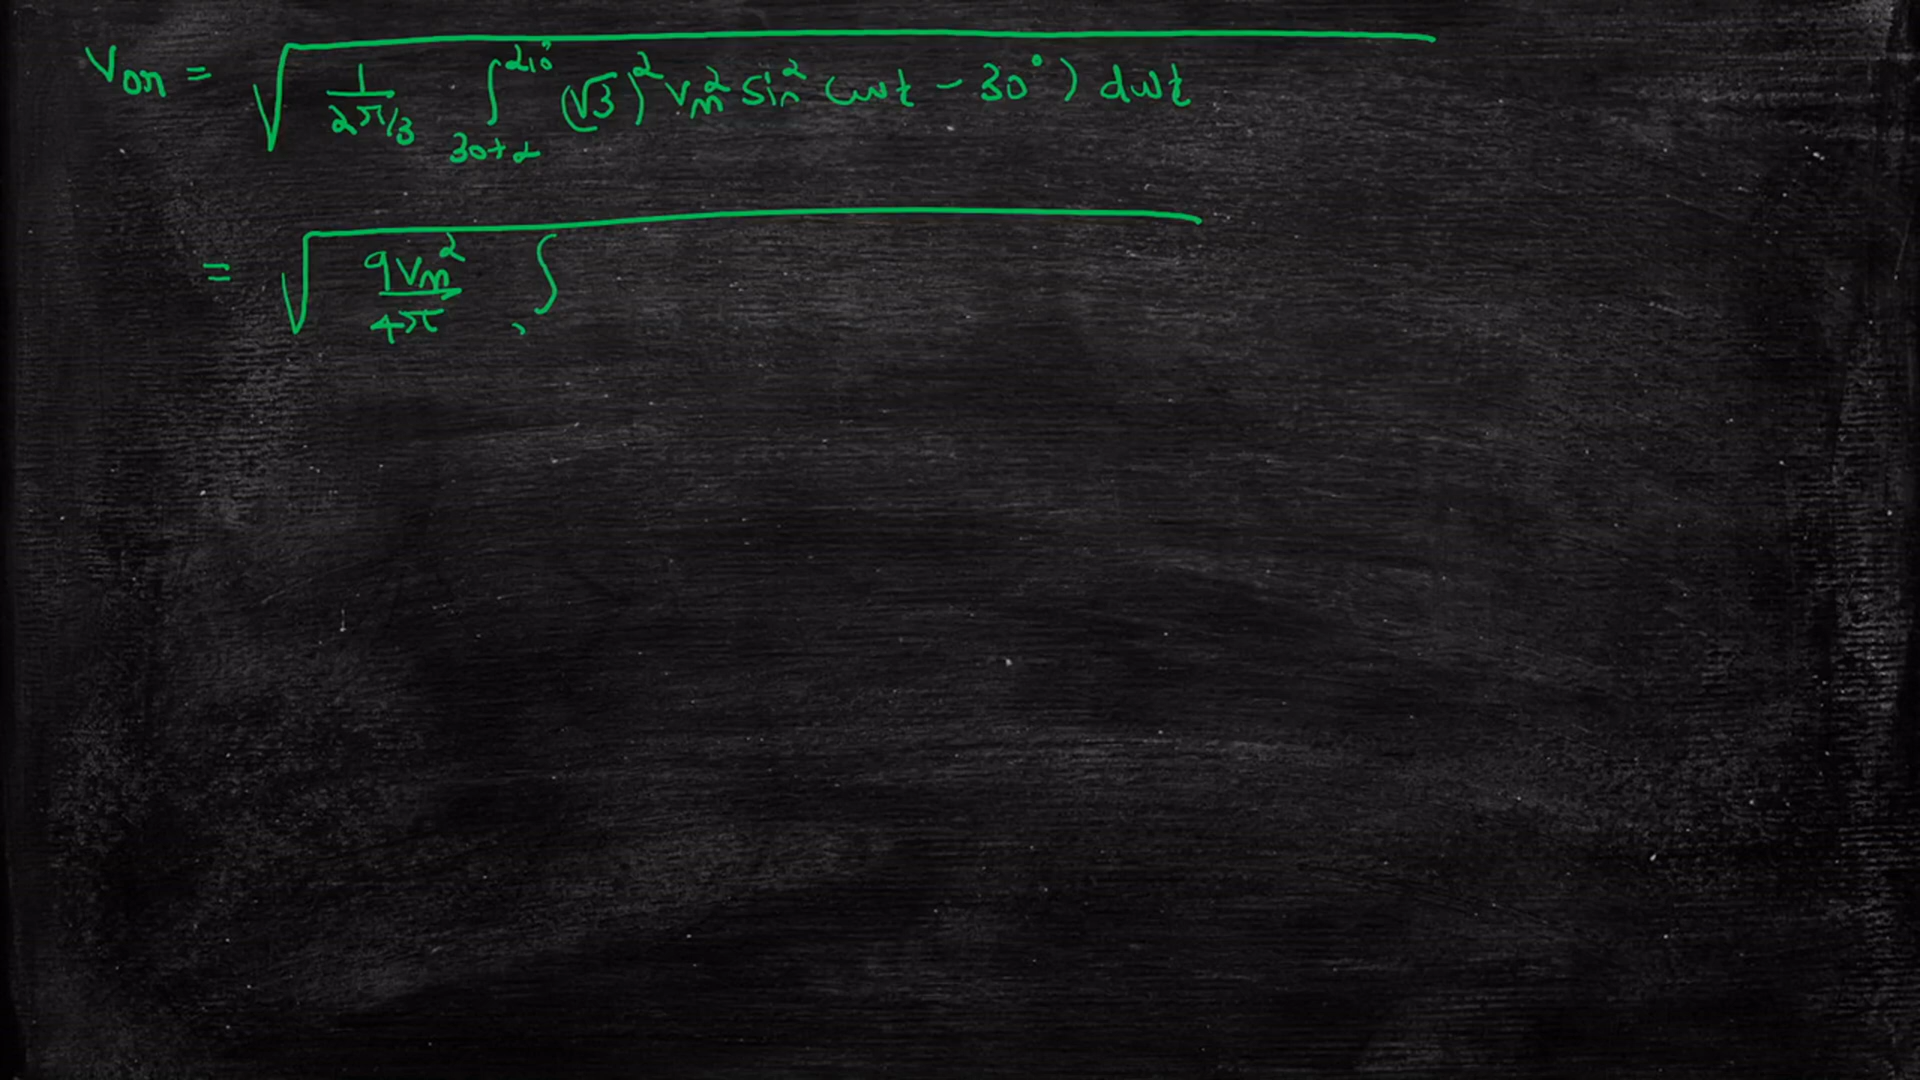 Vor = √( 1/(2π/3) ∫_{30+α}^{210°} (√3)² Vm² sin² (ωt - 30°) dωt )
= √( 9Vm²/4π , ∫